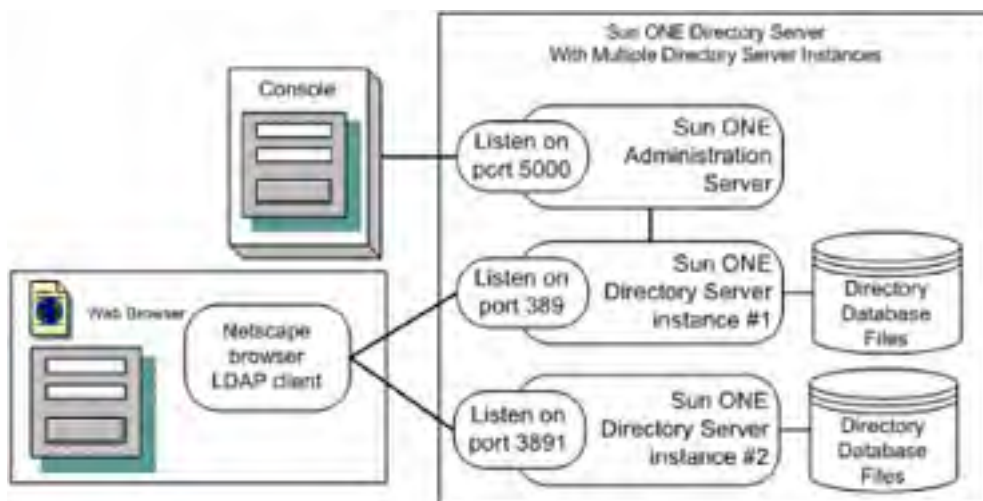 Sun ONE Directory Server
With Multiple Directory Server Instances
Console
Listen on
port 5000
Sun ONE
Administration
Server
Listen on
port 389
Sun ONE
Directory Server
instance #1
Directory
Database
Files
Web Browser
Netscape
browser
LDAP client
Listen on
port 3891
Sun ONE
Directory Server
instance #2
Directory
Database
Files